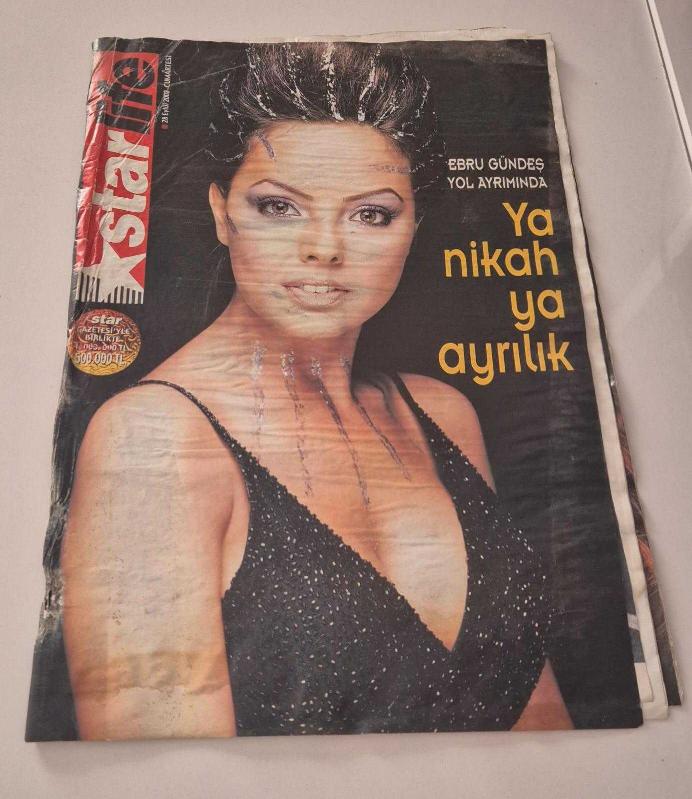 star life
CUMARTESİ
EBRU GÜNDEŞ
YOL AYRIMINDA
Ya
nikah
ya
ayrılık
star
GAZETESİ'YLE
BİRLİKTE
500.000 TL